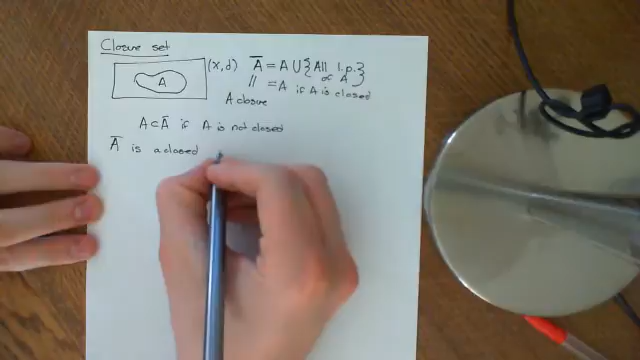 Closure set
(X,d) Ā = A ∪ { All l.p. of A }
A
|| = A if A is closed
A closure
A ⊂ Ā if A is not closed
Ā is a closed